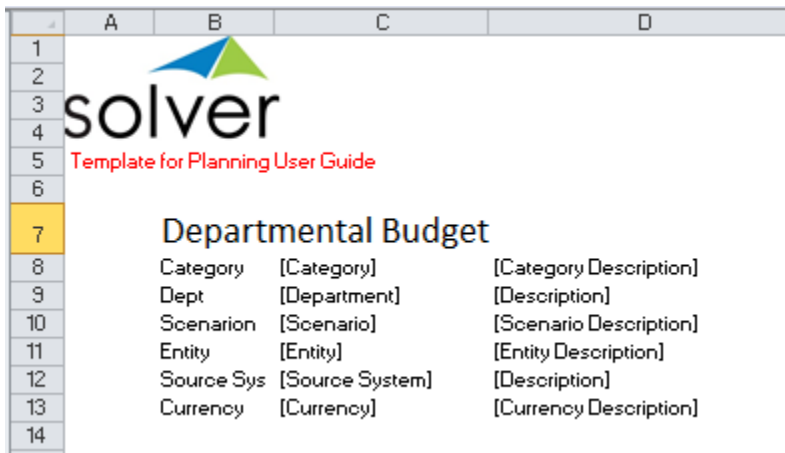 A B C D
1
2
3 solver
4
5 Template for Planning User Guide
6
7 Departmental Budget
8 Category [Category] [Category Description]
9 Dept [Department] [Description]
10 Scenarion [Scenario] [Scenario Description]
11 Entity [Entity] [Entity Description]
12 Source Sys [Source System] [Description]
13 Currency [Currency] [Currency Description]
14